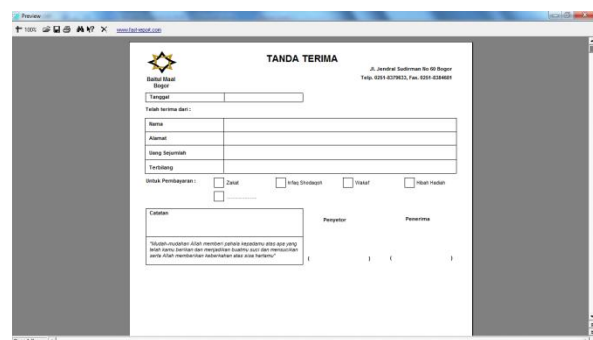 Preview
100%
www.fast-report.com
TANDA TERIMA
Baitul Maal
Bogor
Jl. Jendral Sudirman No 60 Bogor
Telp. 0251-8379833, Fax. 0251-8384681
Tanggal
Telah terima dari :
Nama
Alamat
Uang Sejumlah
Terbilang
Untuk Pembayaran :
Zakat
Infaq Shodaqoh
Wakaf
Hibah Hadiah
..................
Catatan
Penyetor
Penerima
"Mudah-mudahan Allah memberi pahala kepadamu atas apa yang
telah kamu berikan dan menjadikan buatmu suci dan mensucikan
serta Allah memberikan keberkahan atas sisa hartamu"
( ) ( )